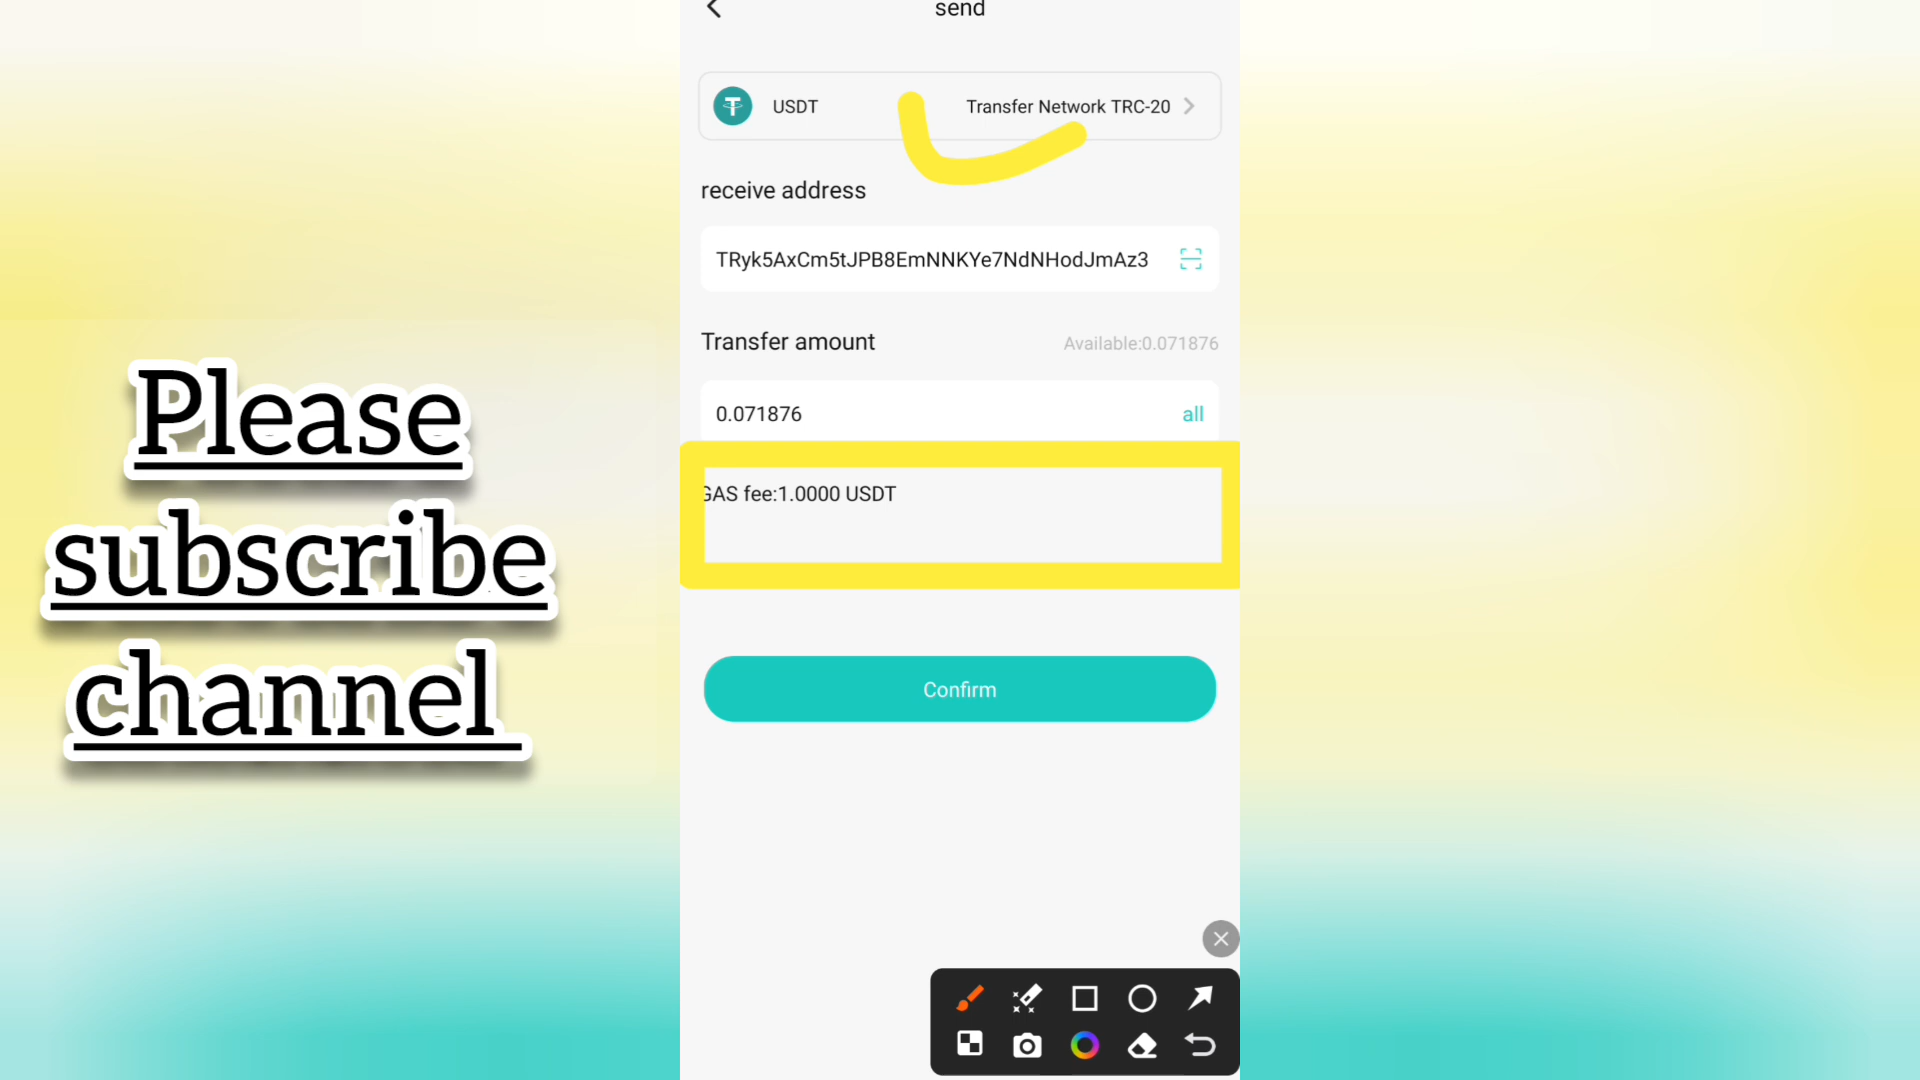 send
USDT
Transfer Network TRC-20
receive address
TRyk5AxCm5tJPB8EmNNKYe7NdNHodJmAz3
Transfer amount
Available:0.071876
0.071876
all
GAS fee:1.0000 USDT
Confirm
Please
subscribe
channel